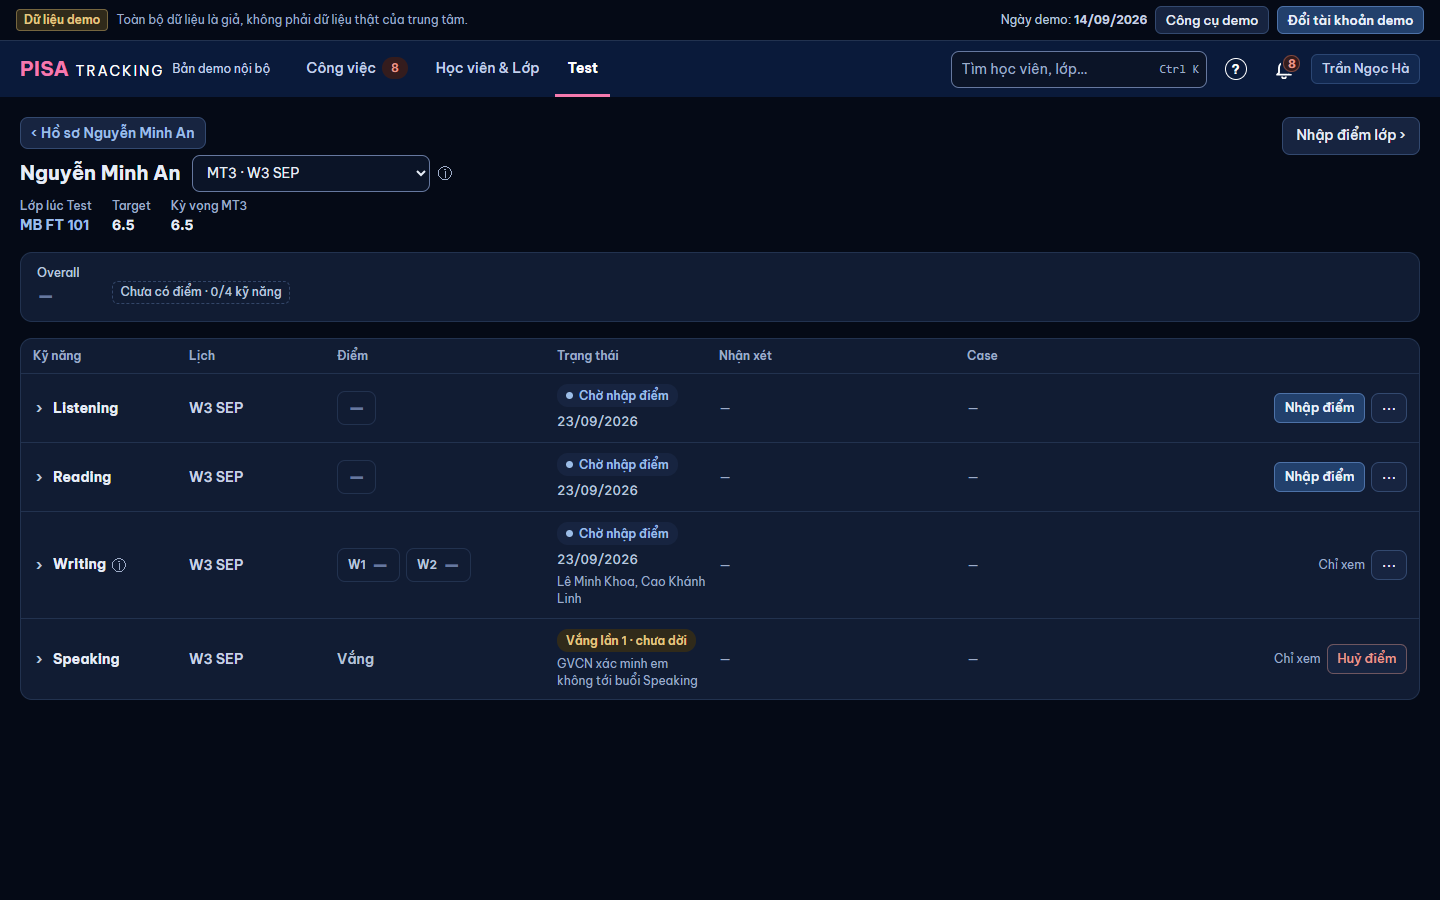 Dữ liệu demo Toàn bộ dữ liệu là giả, không phải dữ liệu thật của trung tâm. Ngày demo: 14/09/2026 Công cụ demo Đổi tài khoản demo
PISA TRACKING Bản demo nội bộ Công việc 8 Học viên & Lớp Test Tìm học viên, lớp... Ctrl K ? 8 Trần Ngọc Hà
‹ Hồ sơ Nguyễn Minh An Nhập điểm lớp ›
Nguyễn Minh An MT3 · W3 SEP ⓘ
Lớp lúc Test Target Kỳ vọng MT3
MB FT 101 6.5 6.5
Overall
— Chưa có điểm · 0/4 kỹ năng
Kỹ năng Lịch Điểm Trạng thái Nhận xét Case
› Listening W3 SEP — Chờ nhập điểm — — Nhập điểm ...
23/09/2026
› Reading W3 SEP — Chờ nhập điểm — — Nhập điểm ...
23/09/2026
› Writing ⓘ W3 SEP W1 — W2 — Chờ nhập điểm — — Chỉ xem ...
23/09/2026
Lê Minh Khoa, Cao Khánh
Linh
› Speaking W3 SEP Vắng Vắng lần 1 · chưa dời — — Chỉ xem Huỷ điểm
GVCN xác minh em
không tới buổi Speaking